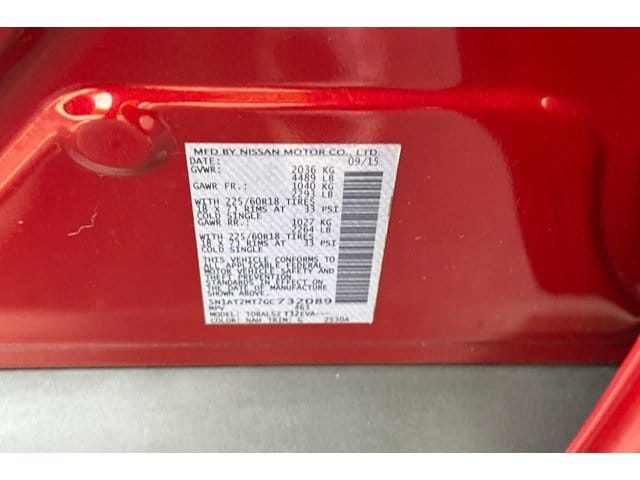 MFD BY NISSAN MOTOR CO., LTD.
DATE: 09/15
GVWR: 2036 KG
4489 LB
GAWR FR: 1040 KG
2293 LB
WITH 225/60R18 TIRES
18 X 7J RIMS AT 33 PSI
COLD SINGLE
GAWR RR: 1027 KG
2264 LB
WITH 225/60R18 TIRES
18 X 7J RIMS AT 33 PSI
COLD SINGLE
THIS VEHICLE CONFORMS TO
ALL APPLICABLE FEDERAL
MOTOR VEHICLE SAFETY AND
THEFT PREVENTION
STANDARDS IN EFFECT ON
THE DATE OF MANUFACTURE
5N1AT2MT7GC732089
MPV 463
MODEL: TDBALS2 T32EVA---
COLOR: NAH TRIM: G 2530A